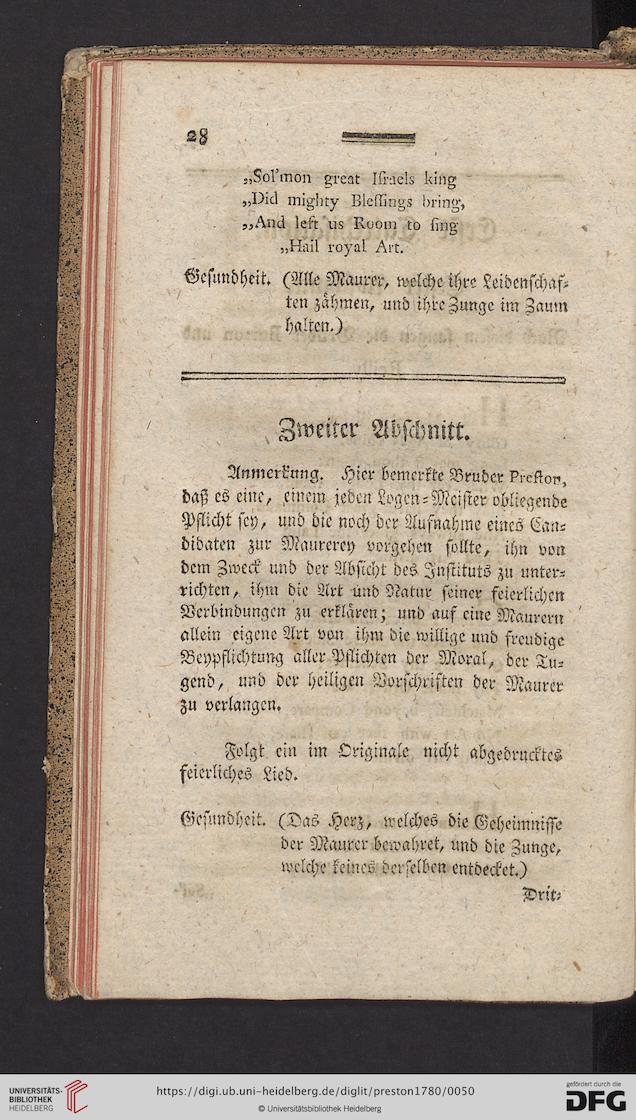 28
„Sol'mon great Iſraels king
„Did mighty Bleſſings bring,
„And left us Room to ſing
„Hail royal Art.
Geſundheit. (Alle Maurer, welche ihre Leidenſchaf⸗
ten zähmen, und ihre Zunge im Zaum
halten.)
Zweiter Abſchnitt.
Anmerkung. Hier bemerkte Bruder Preſton,
daß es eine, einem jeden Logen⸗Meiſter obliegende
Pflicht ſey, und die noch der Aufnahme eines Can⸗
didaten zur Maurerey vorgehen ſollte, ihn von
dem Zweck und der Abſicht des Inſtituts zu unter⸗
richten, ihm die Art und Natur ſeiner feierlichen
Verbindungen zu erklären; und auf eine Maurern
allein eigene Art von ihm die willige und freudige
Beypflichtung aller Pflichten der Moral, der Tu⸗
gend, und der heiligen Vorſchriften der Maurer
zu verlangen.
Folgt ein im Originale nicht abgedrucktes
feierliches Lied.
Geſundheit. (Das Herz, welches die Geheimniſſe
der Maurer bewahret, und die Zunge,
welche keines derſelben entdecket.)
Drit⸗
UNIVERSITÄTS-
BIBLIOTHEK
HEIDELBERG
https://digi.ub.uni-heidelberg.de/diglit/preston1780/0050
© Universitätsbibliothek Heidelberg
gefördert durch die
DFG